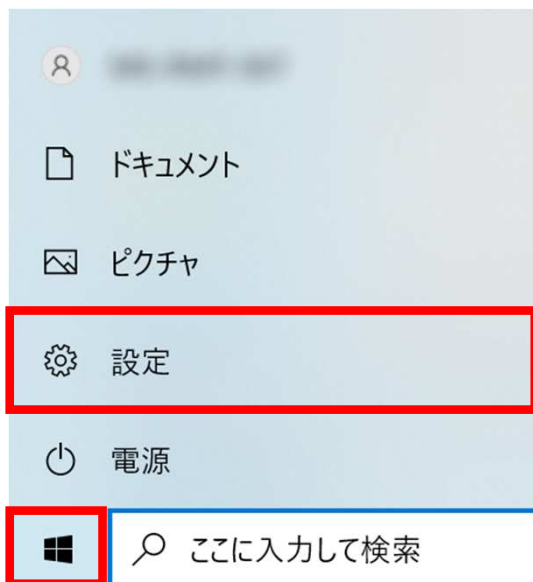 ドキュメント
ピクチャ
設定
電源
ここに入力して検索